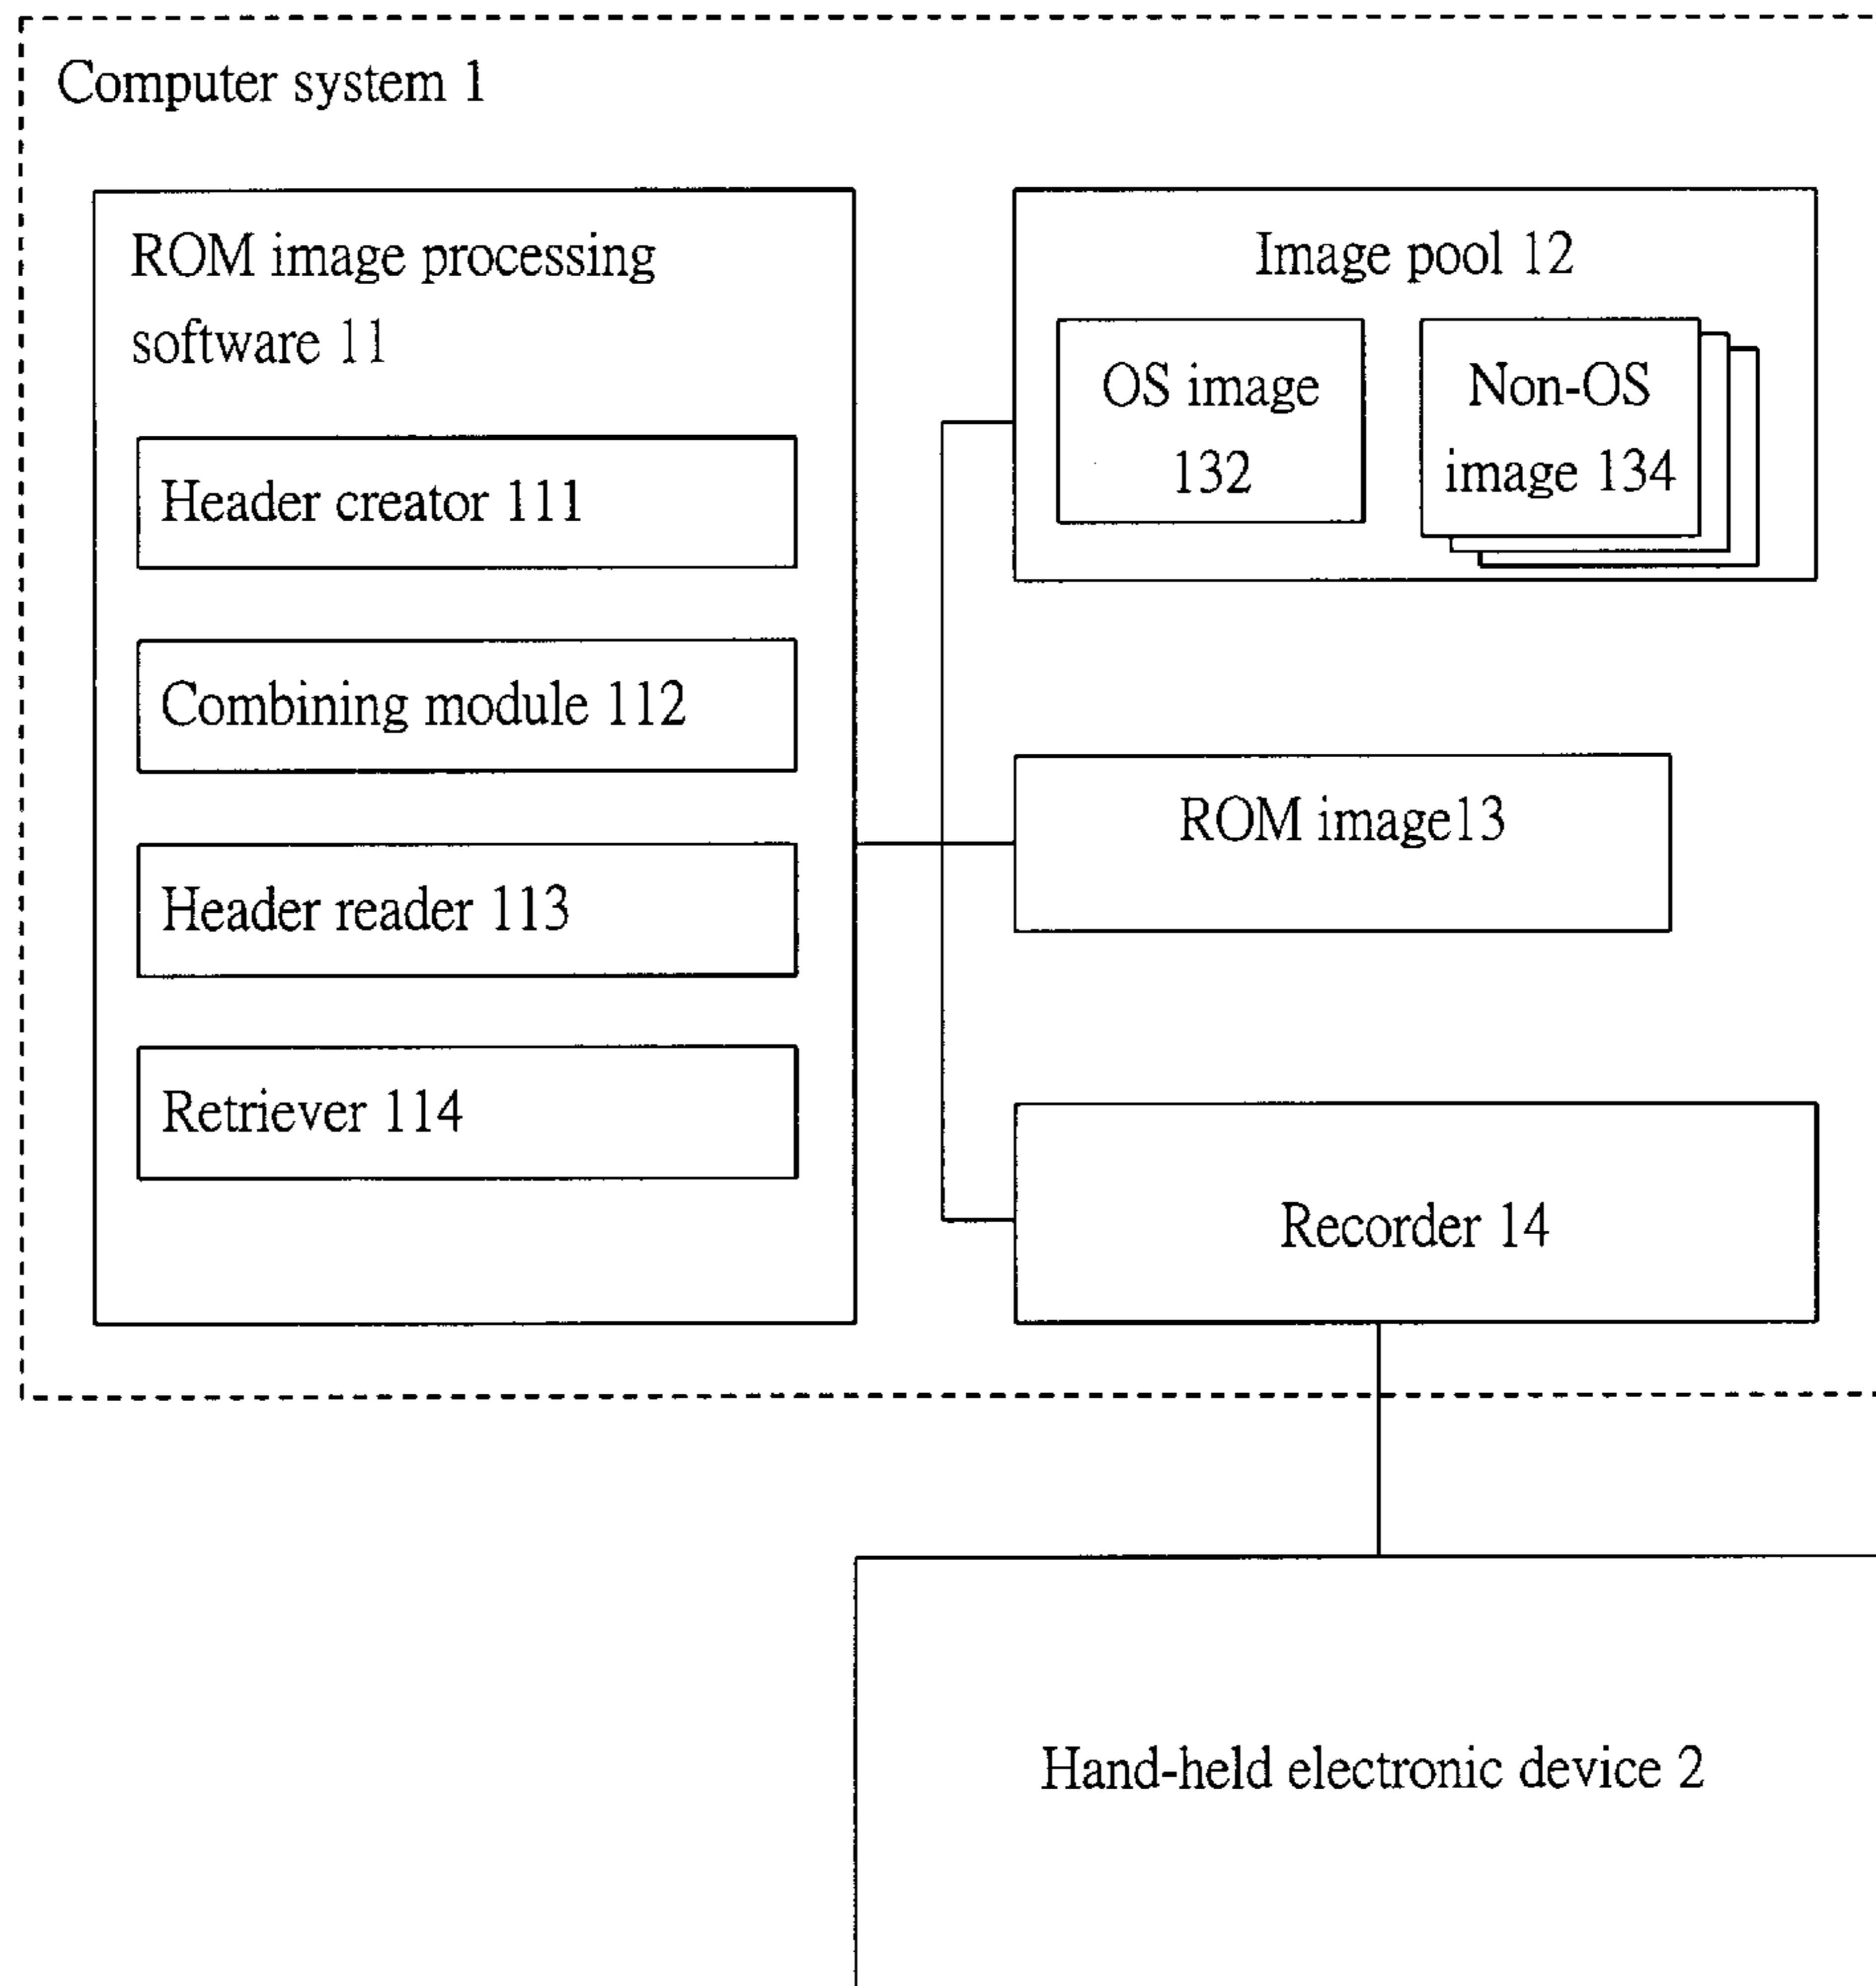 Computer system 1
ROM image processing
software 11
Header creator 111
Combining module 112
Header reader 113
Retriever 114
Image pool 12
OS image
132
Non-OS
image 134
ROM image13
Recorder 14
Hand-held electronic device 2